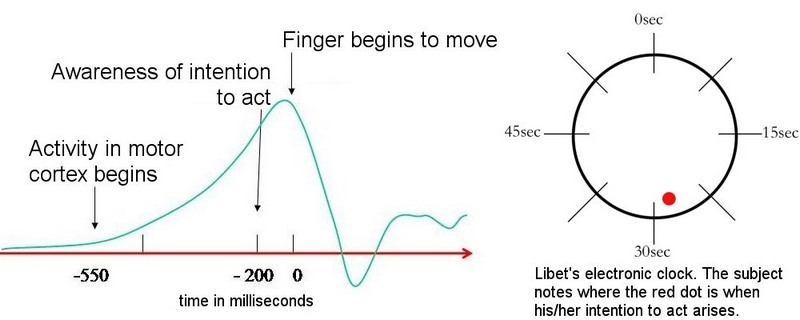 Finger begins to move
Awareness of intention
to act
Activity in motor
cortex begins
-550
-200
0
time in milliseconds
0sec
45sec
15sec
30sec
Libet's electronic clock. The subject
notes where the red dot is when
his/her intention to act arises.